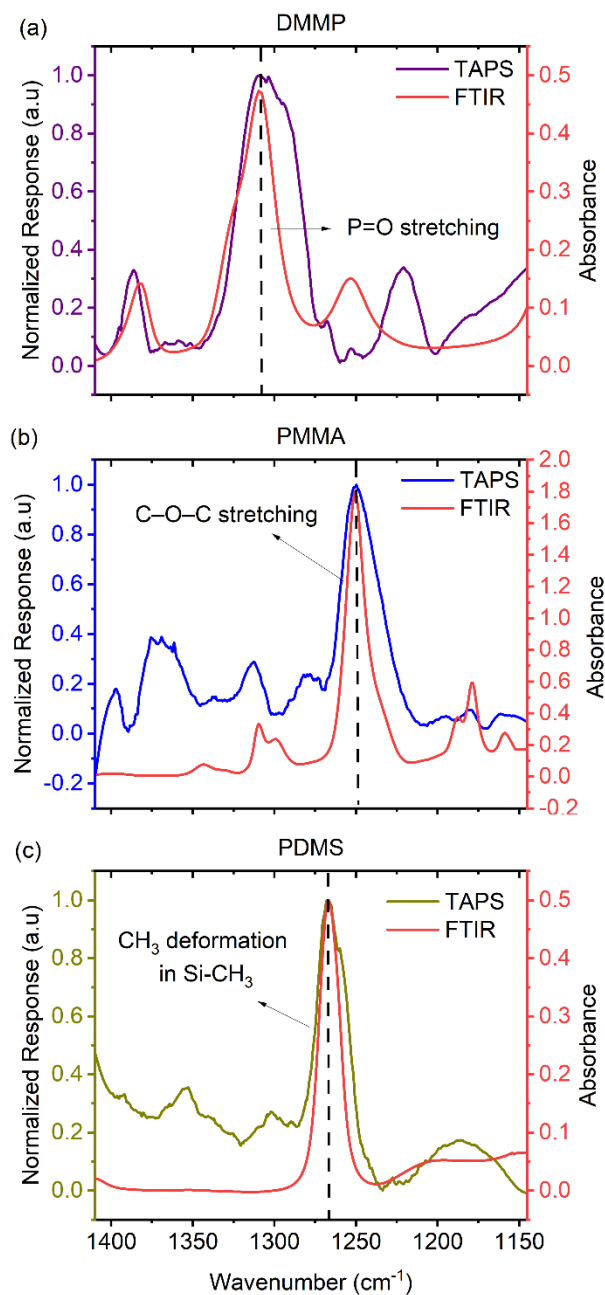 (a)
DMMP
TAPS
FTIR
P=O stretching
Normalized Response (a.u)
1.0
0.8
0.6
0.4
0.2
0.0
0.5
0.4
0.3
0.2
0.1
0.0
Absorbance
(b)
PMMA
TAPS
FTIR
C–O–C stretching
Normalized Response (a.u)
1.0
0.8
0.6
0.4
0.2
0.0
-0.2
2.0
1.8
1.6
1.4
1.2
1.0
0.8
0.6
0.4
0.2
0.0
-0.2
Absorbance
(c)
PDMS
TAPS
FTIR
CH₃ deformation
in Si-CH₃
Normalized Response (a.u)
1.0
0.8
0.6
0.4
0.2
0.0
0.5
0.4
0.3
0.2
0.1
0.0
Absorbance
1400 1350 1300 1250 1200 1150
Wavenumber (cm⁻¹)